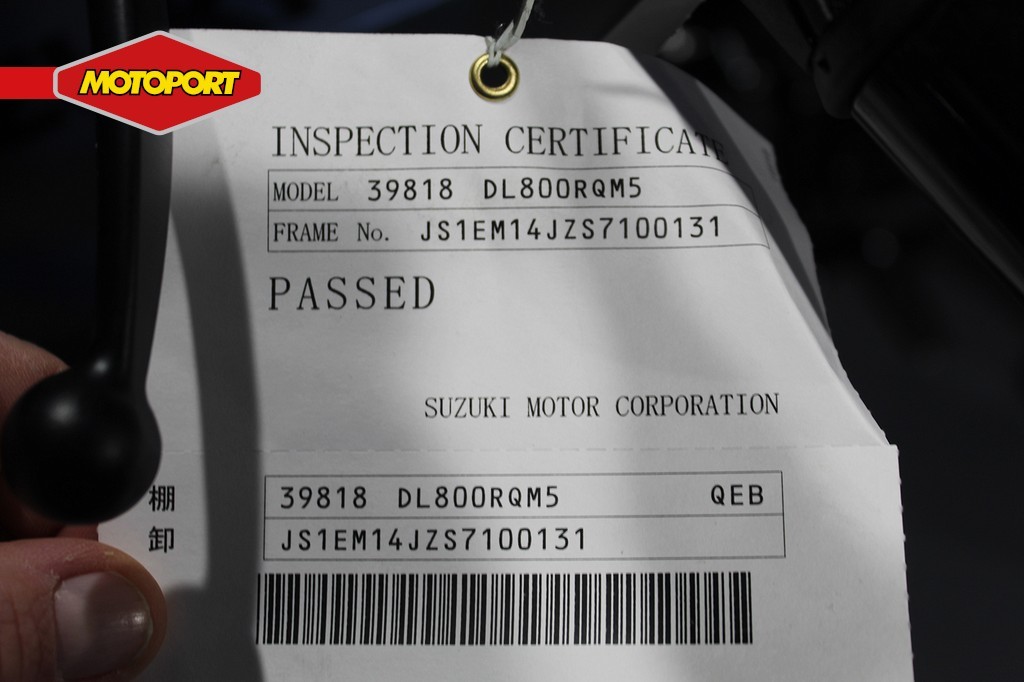 MOTOPORT
INSPECTION CERTIFICATE
MODEL 39818 DL800RQM5
FRAME No. JS1EM14JZS7100131
PASSED
SUZUKI MOTOR CORPORATION
棚 39818 DL800RQM5 QEB
卸 JS1EM14JZS7100131